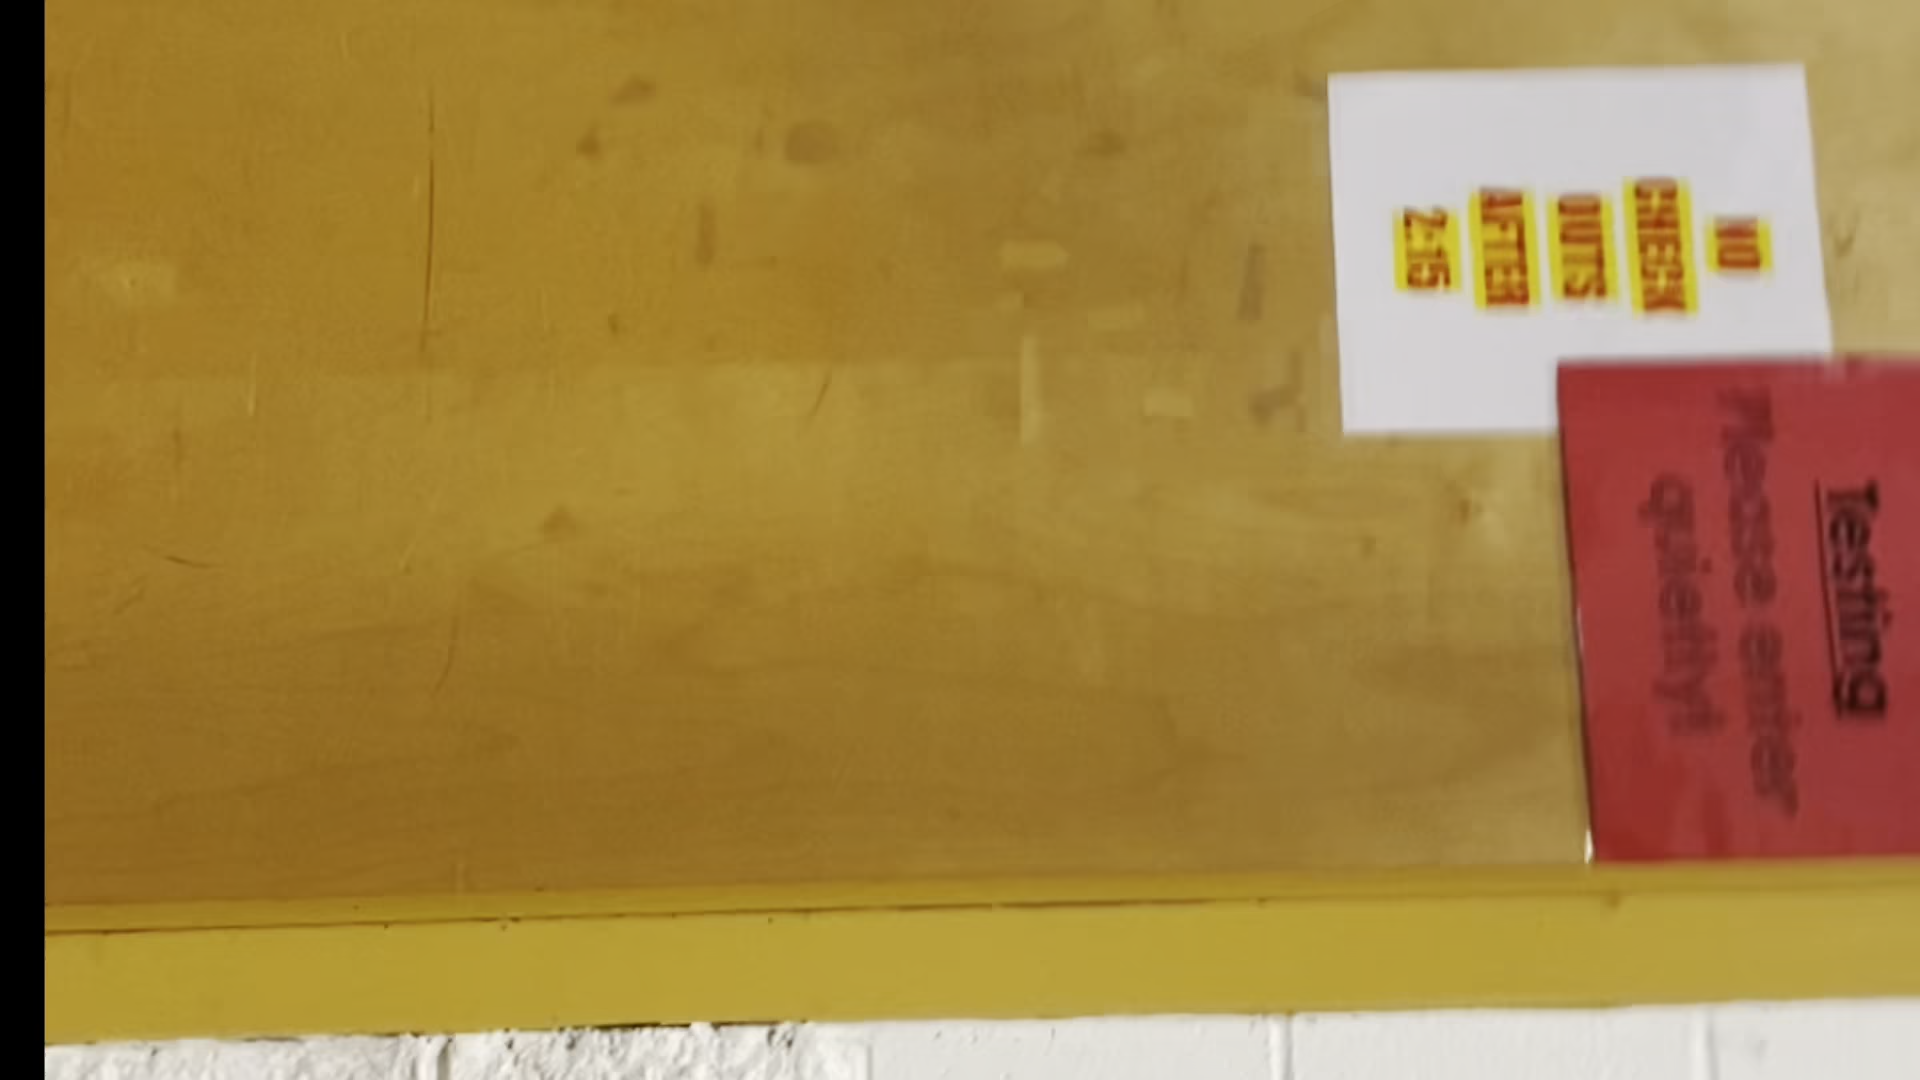 NO
CHECK
OUTS
AFTER
2:15
Testing
Please enter
quietly!